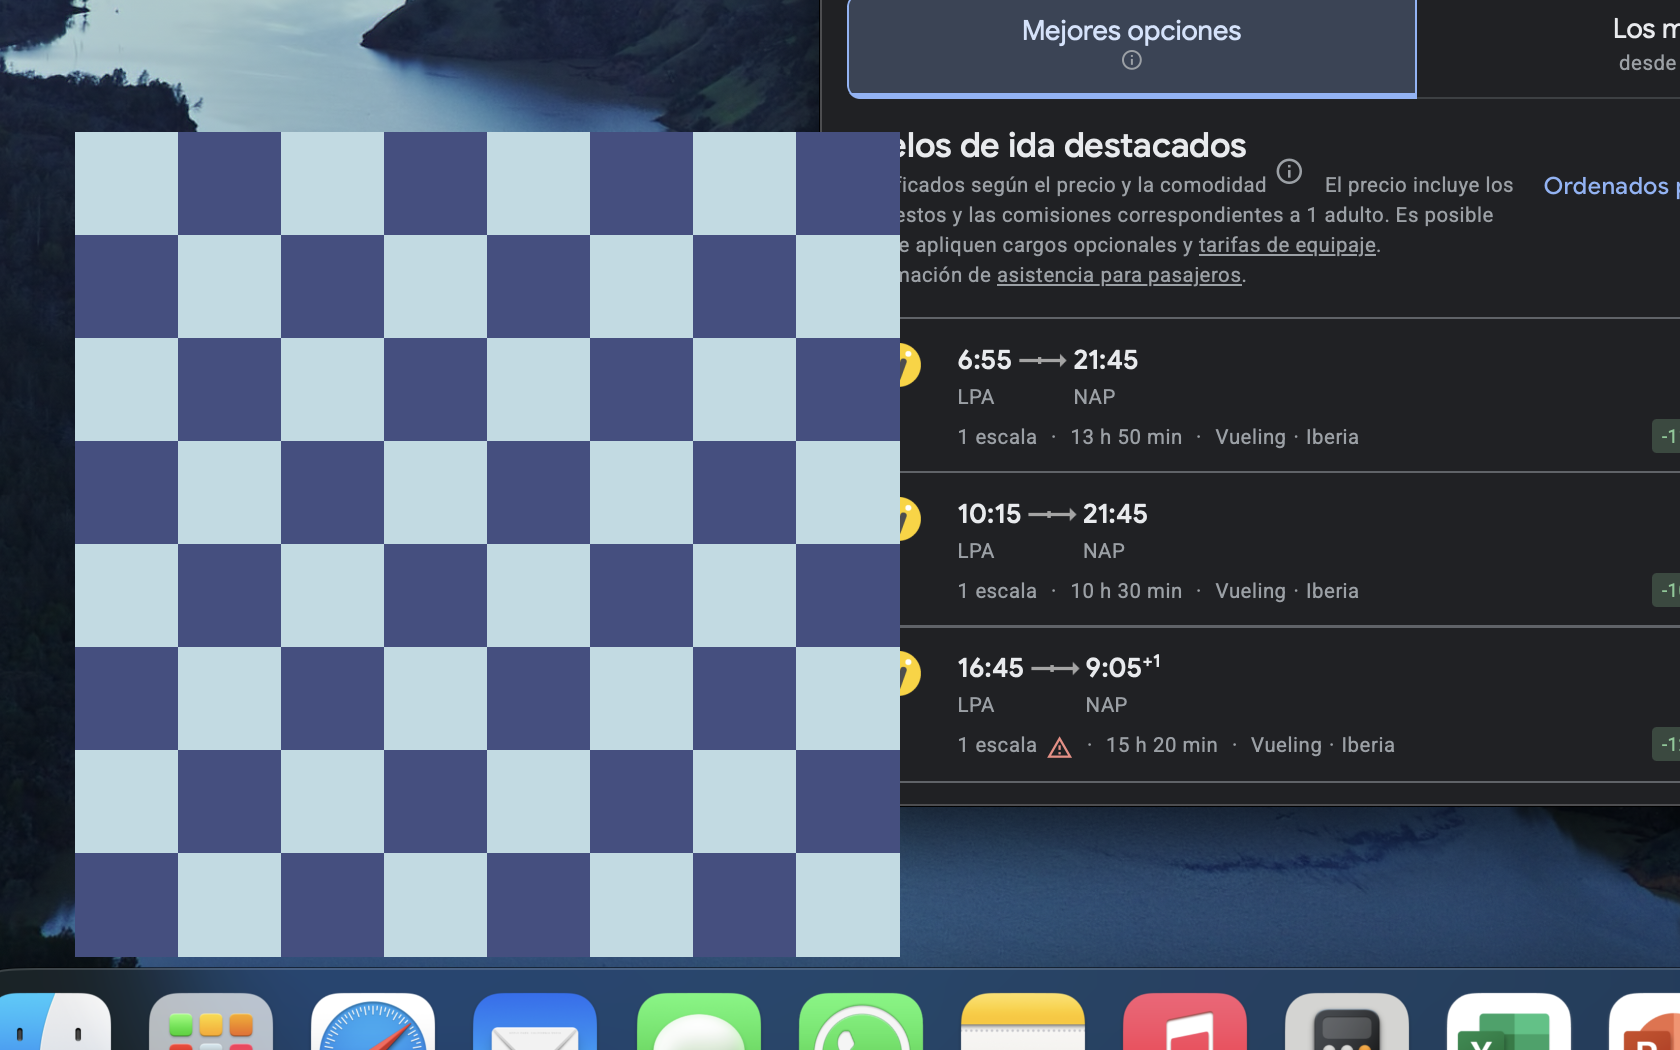 Mejores opciones
Los m
desde
elos de ida destacados
ficados según el precio y la comodidad El precio incluye los
Ordenados p
estos y las comisiones correspondientes a 1 adulto. Es posible
e apliquen cargos opcionales y tarifas de equipaje.
mación de asistencia para pasajeros.
6:55 21:45
LPA NAP
1 escala · 13 h 50 min · Vueling · Iberia
-1
10:15 21:45
LPA NAP
1 escala · 10 h 30 min · Vueling · Iberia
-1
16:45 9:05+1
LPA NAP
1 escala · 15 h 20 min · Vueling · Iberia
-1
X
P